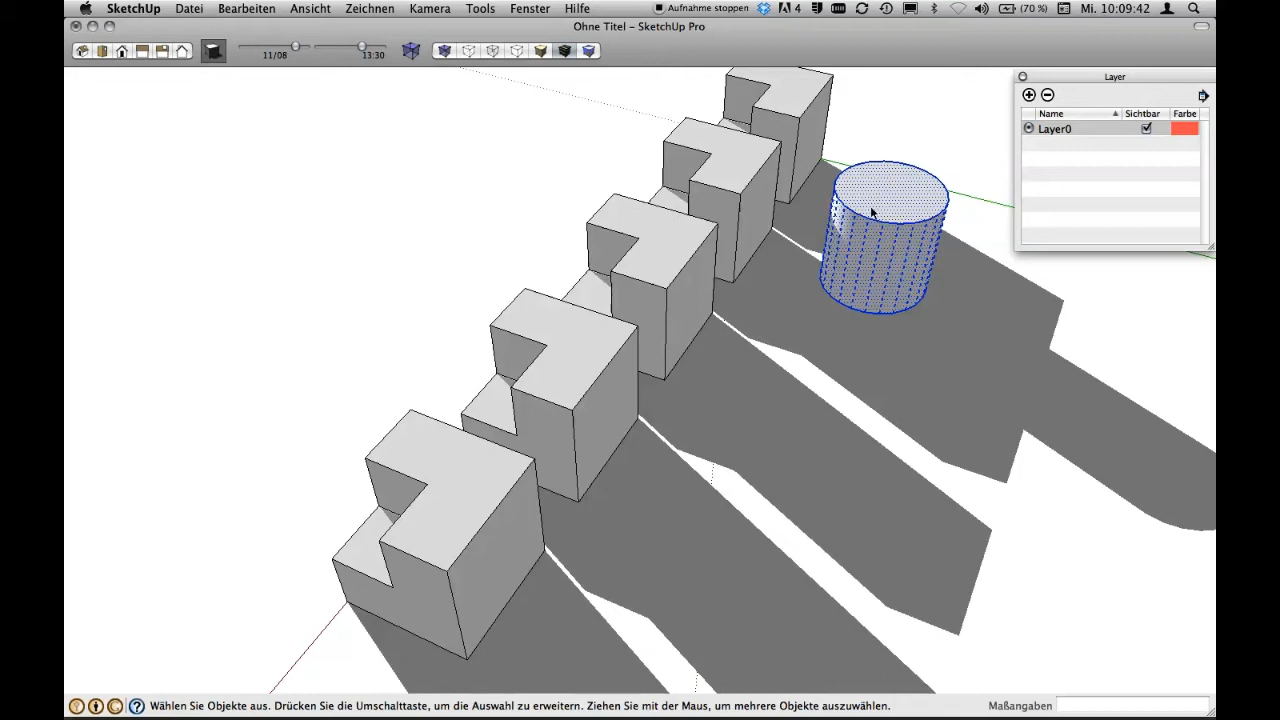 SketchUp Datei Bearbeiten Ansicht Zeichnen Kamera Tools Fenster Hilfe Aufnahme stoppen 4 (70 %) Mi. 10:09:42
Ohne Titel – SketchUp Pro
11/08 13:30
Layer
Name Sichtbar Farbe
Layer0
Wählen Sie Objekte aus. Drücken Sie die Umschalttaste, um die Auswahl zu erweitern. Ziehen Sie mit der Maus, um mehrere Objekte auszuwählen. Maßangaben